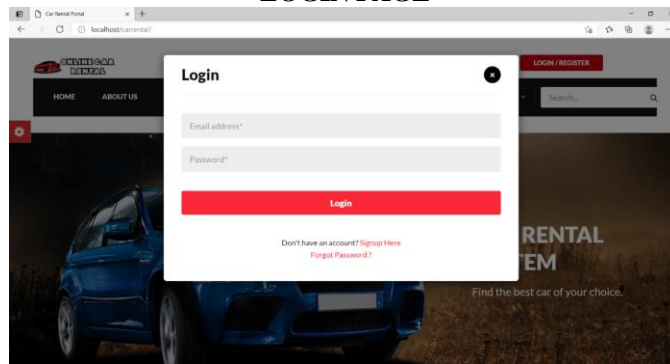 LOGIN PAGE
Car Rental Portal
localhost/carrental/
ONLINE CAR
RENTAL
LOGIN / REGISTER
HOME ABOUT US
Search...
Login
Email address*
Password*
Login
Don't have an account? Signup Here
Forgot Password ?
RENTAL
TEM
Find the best car of your choice.